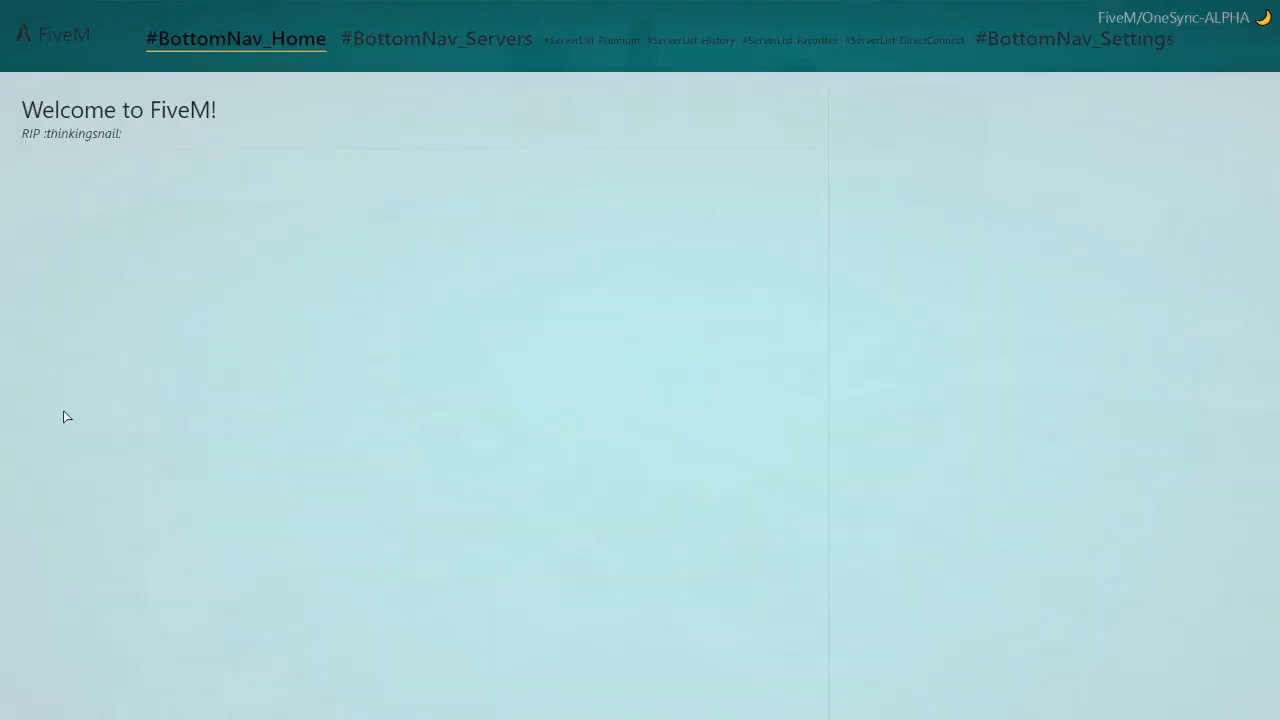 FiveM/OneSync-ALPHA
FiveM #BottomNav_Home #BottomNav_Servers #ServerList_Premium #ServerList_History #ServerList_Favorites #ServerList_DirectConnect #BottomNav_Settings
Welcome to FiveM!
RIP :thinkingsnail: